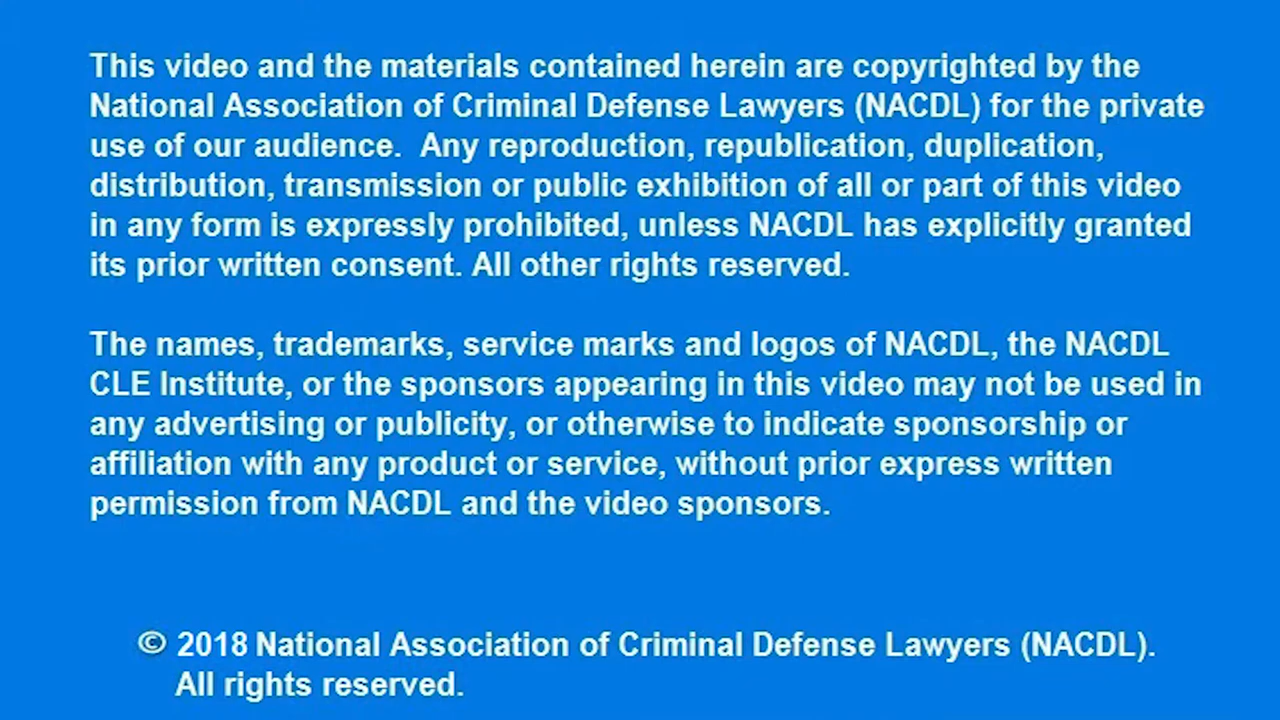 This video and the materials contained herein are copyrighted by the
National Association of Criminal Defense Lawyers (NACDL) for the private
use of our audience.  Any reproduction, republication, duplication,
distribution, transmission or public exhibition of all or part of this video
in any form is expressly prohibited, unless NACDL has explicitly granted
its prior written consent. All other rights reserved.
The names, trademarks, service marks and logos of NACDL, the NACDL
CLE Institute, or the sponsors appearing in this video may not be used in
any advertising or publicity, or otherwise to indicate sponsorship or
affiliation with any product or service, without prior express written
permission from NACDL and the video sponsors.
© 2018 National Association of Criminal Defense Lawyers (NACDL).
All rights reserved.